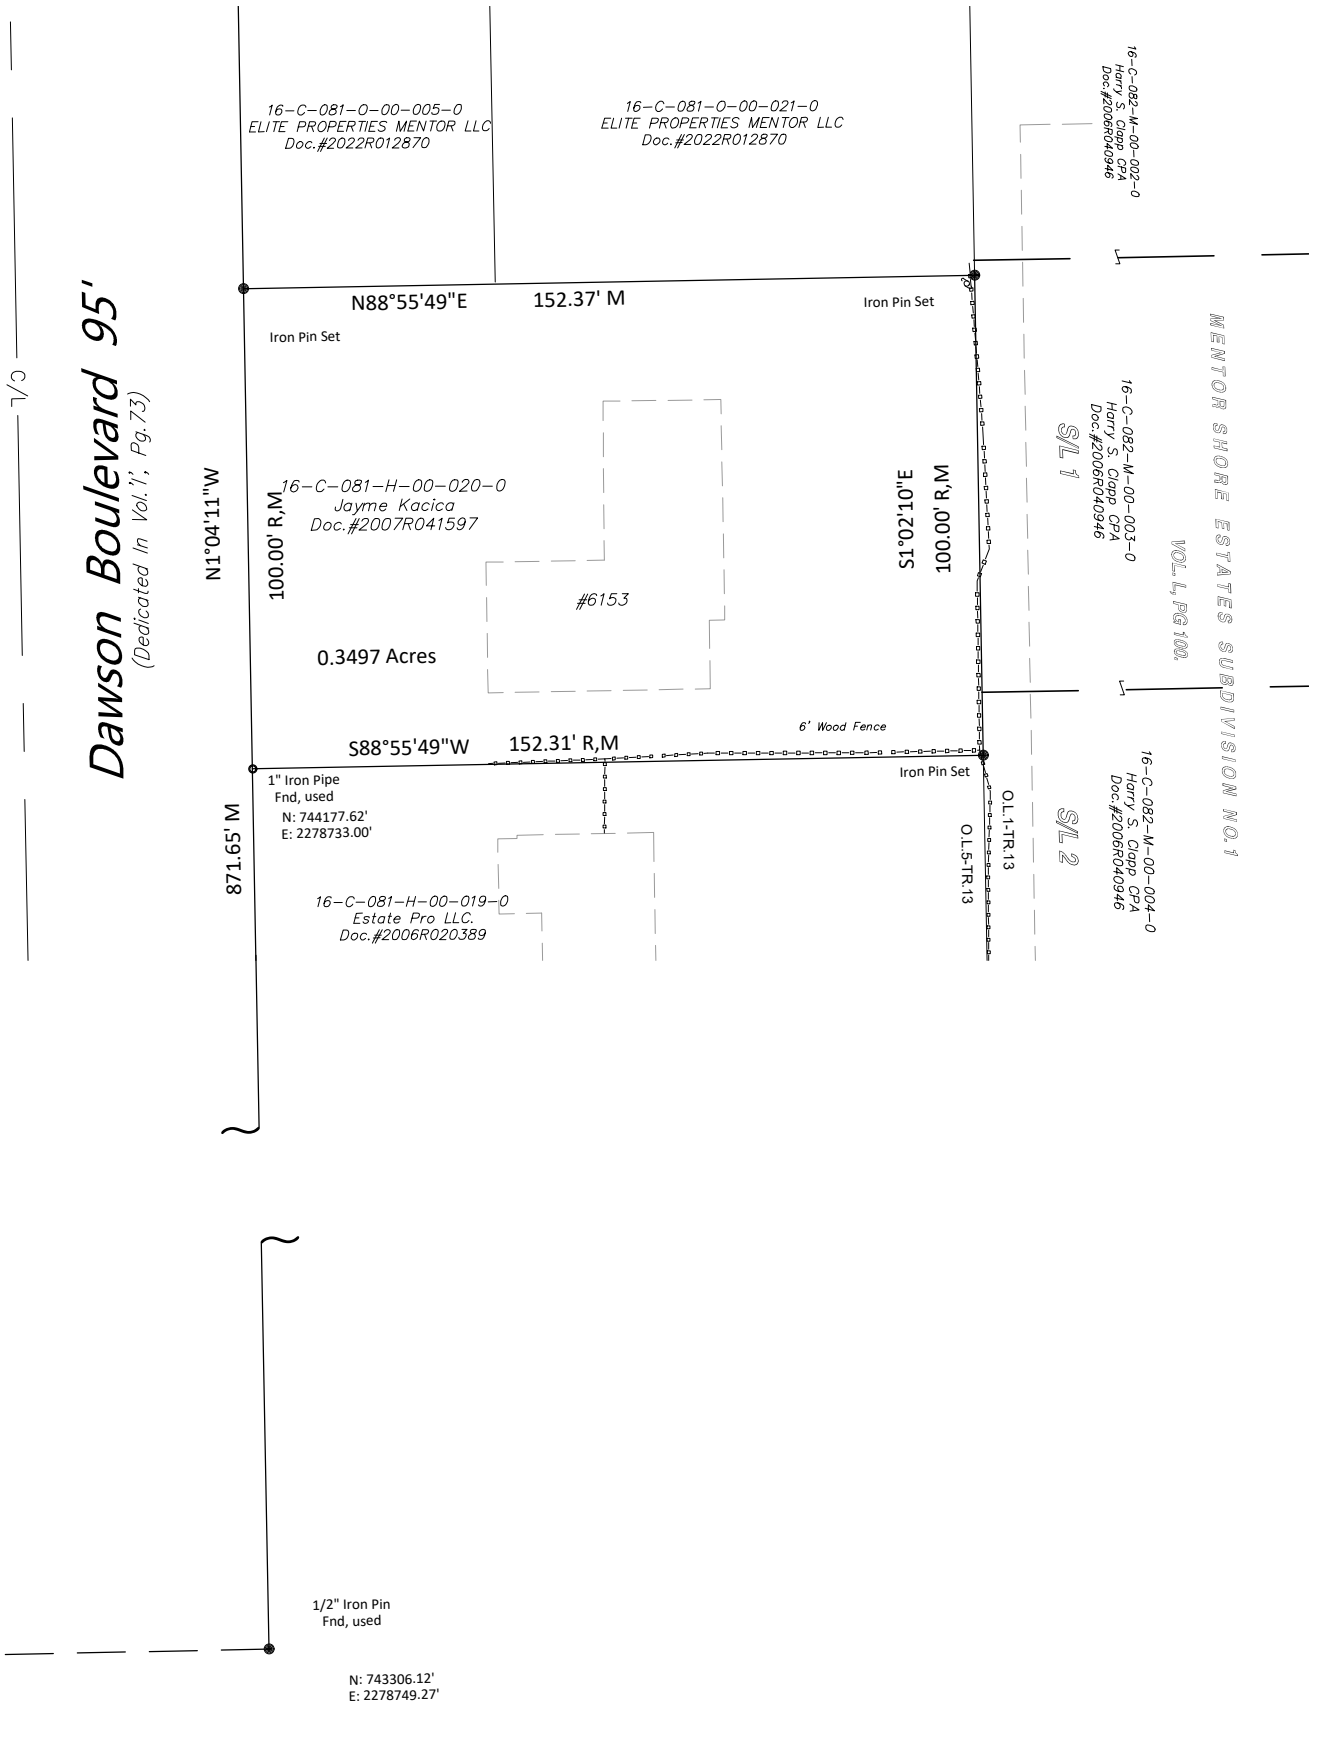 16-C-081-O-00-005-0
ELITE PROPERTIES MENTOR LLC
Doc.#2022R012870
16-C-081-O-00-021-0
ELITE PROPERTIES MENTOR LLC
Doc.#2022R012870
16-C-082-M-00-002-0
Harry S. Clapp CPA
Doc.#2006R040946
N88°55'49"E
152.37' M
Iron Pin Set
Iron Pin Set
C/L
Dawson Boulevard 95'
(Dedicated In Vol.'I', Pg.73)
N1°04'11"W
100.00' R,M
16-C-081-H-00-020-0
Jayme Kacica
Doc.#2007R041597
#6153
0.3497 Acres
S1°02'10"E
100.00' R,M
S/L 1
16-C-082-M-00-003-0
Harry S. Clapp CPA
Doc.#2006R040946
MENTOR SHORE ESTATES SUBDIVISION NO.1
VOL. L, PG 100.
S88°55'49"W
152.31' R,M
6' Wood Fence
Iron Pin Set
1" Iron Pipe
Fnd, used
N: 744177.62'
E: 2278733.00'
871.65' M
16-C-081-H-00-019-0
Estate Pro LLC.
Doc.#2006R020389
O.L.1-TR.13
O.L.5-TR.13
S/L 2
16-C-082-M-00-004-0
Harry S. Clapp CPA
Doc.#2006R040946
1/2" Iron Pin
Fnd, used
N: 743306.12'
E: 2278749.27'